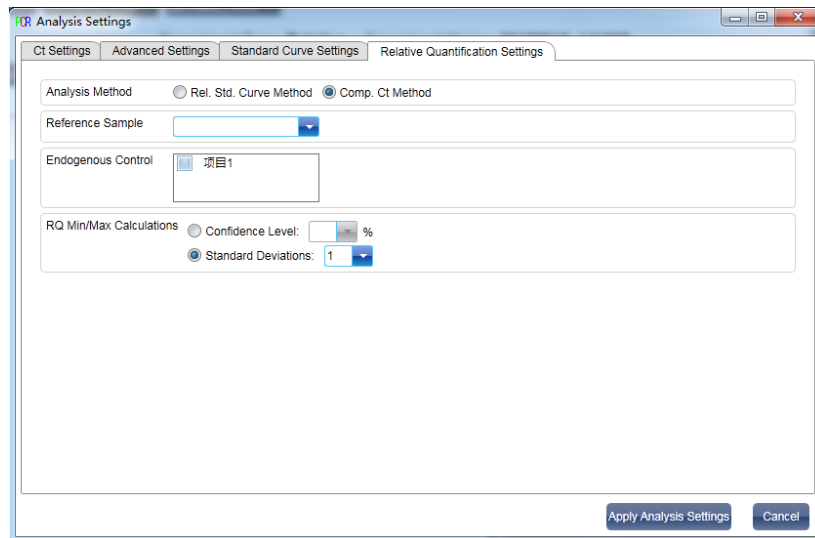 PCR Analysis Settings
Ct Settings Advanced Settings Standard Curve Settings Relative Quantification Settings
Analysis Method Rel. Std. Curve Method Comp. Ct Method
Reference Sample
Endogenous Control 项目1
RQ Min/Max Calculations Confidence Level: %
Standard Deviations: 1
Apply Analysis Settings Cancel